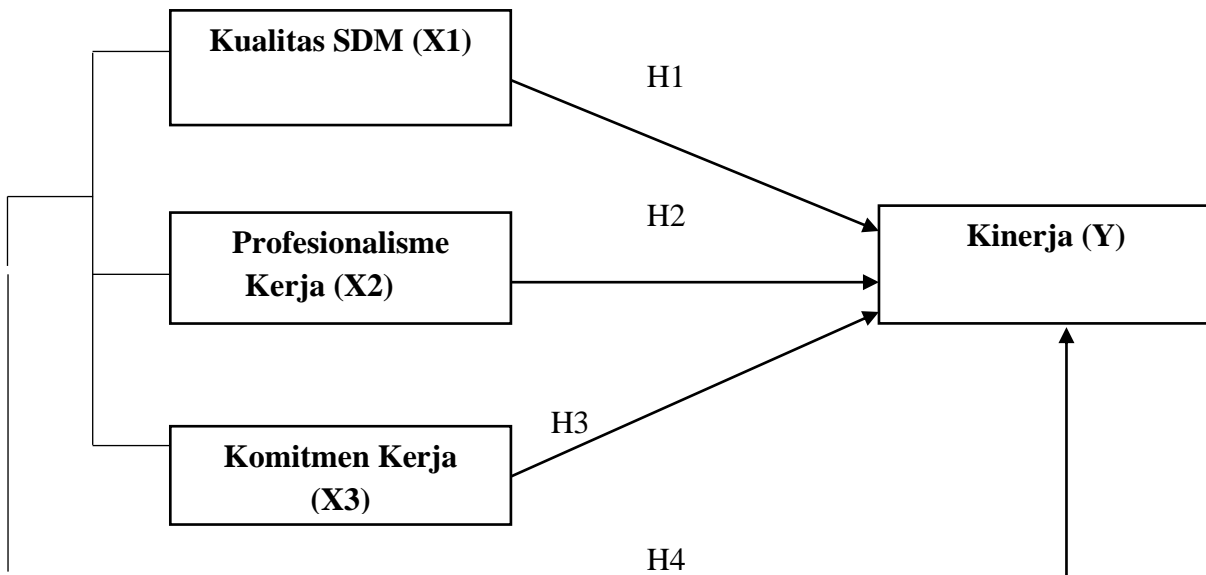 Kualitas SDM (X1)
H1
H2
Profesionalisme
Kerja (X2)
Kinerja (Y)
H3
Komitmen Kerja
(X3)
H4